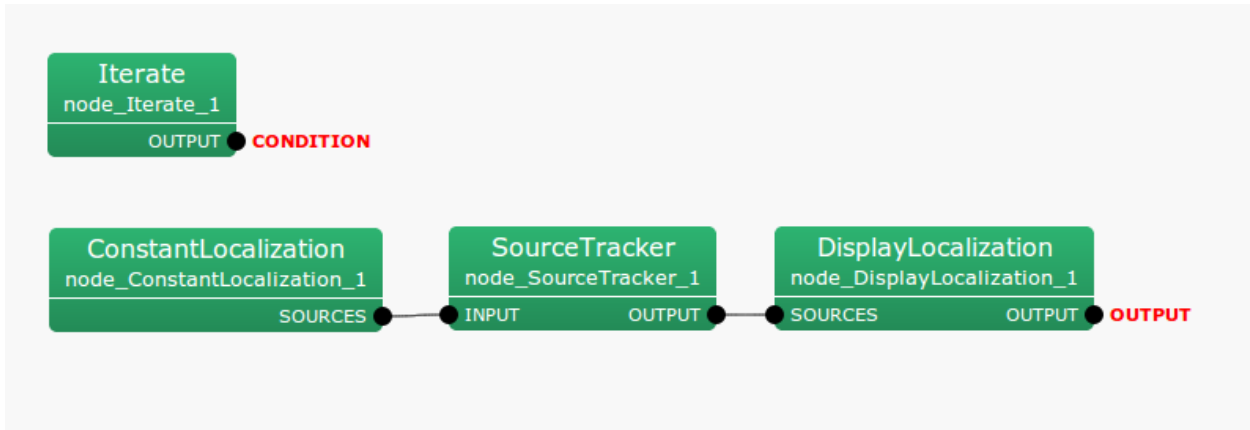 Iterate
node_Iterate_1
OUTPUT CONDITION
ConstantLocalization
node_ConstantLocalization_1
SOURCES
SourceTracker
node_SourceTracker_1
INPUT OUTPUT
DisplayLocalization
node_DisplayLocalization_1
SOURCES OUTPUT OUTPUT